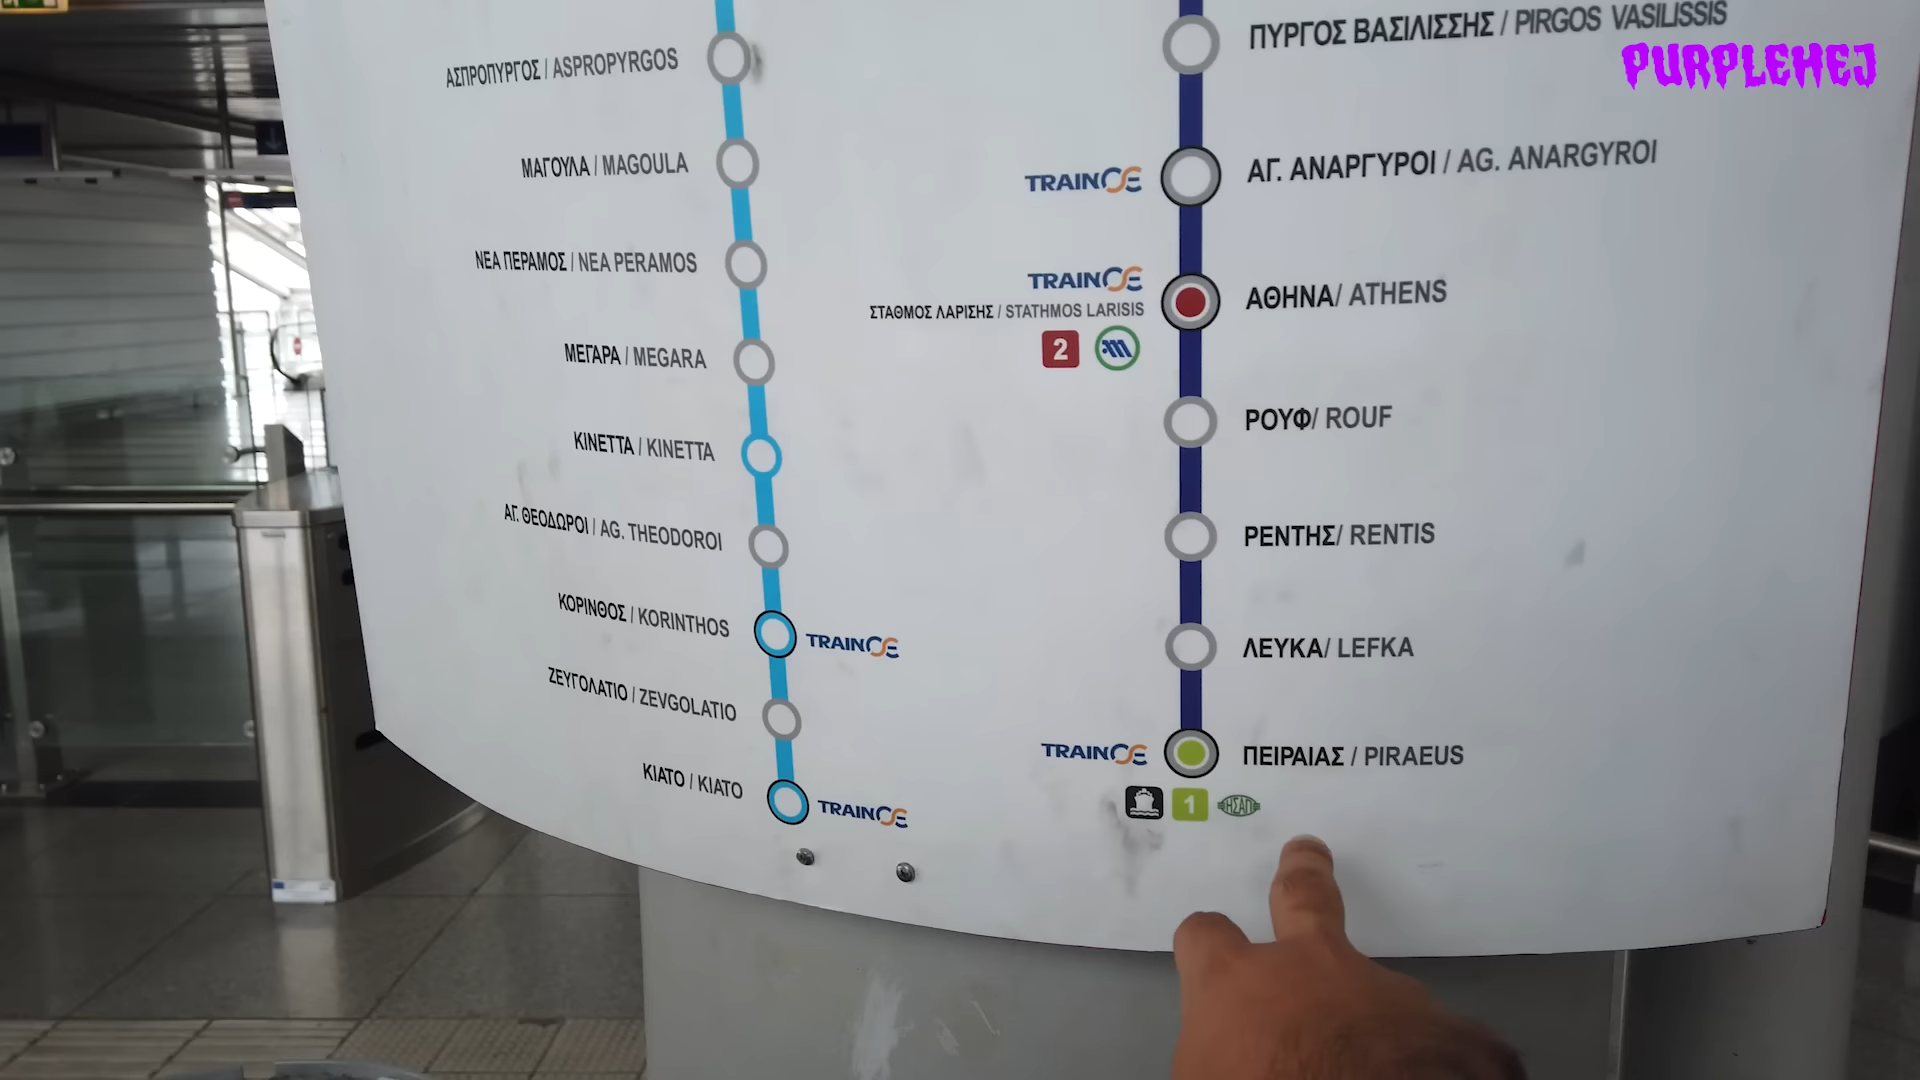 ΑΣΠΡΟΠΥΡΓΟΣ / ASPROPYRGOS
ΜΑΓΟΥΛΑ / MAGOULA
ΝΕΑ ΠΕΡΑΜΟΣ / NEA PERAMOS
ΜΕΓΑΡΑ / MEGARA
ΚΙΝΕΤΤΑ / KINETTA
ΑΓ. ΘΕΟΔΩΡΟΙ / AG. THEODOROI
ΚΟΡΙΝΘΟΣ / KORINTHOS
TRAINOSE
ΖΕΥΓΟΛΑΤΙΟ / ZEVGOLATIO
ΚΙΑΤΟ / KIATO
TRAINOSE
ΠΥΡΓΟΣ ΒΑΣΙΛΙΣΣΗΣ / PIRGOS VASILISSIS
PURPLEHEJ
TRAINOSE
ΑΓ. ΑΝΑΡΓΥΡΟΙ / AG. ANARGYROI
TRAINOSE
ΣΤΑΘΜΟΣ ΛΑΡΙΣΗΣ / STATHMOS LARISIS
2
ΑΘΗΝΑ/ ATHENS
ΡΟΥΦ/ ROUF
ΡΕΝΤΗΣ/ RENTIS
ΛΕΥΚΑ/ LEFKA
TRAINOSE
ΠΕΙΡΑΙΑΣ / PIRAEUS
1
ΗΣΑΠ